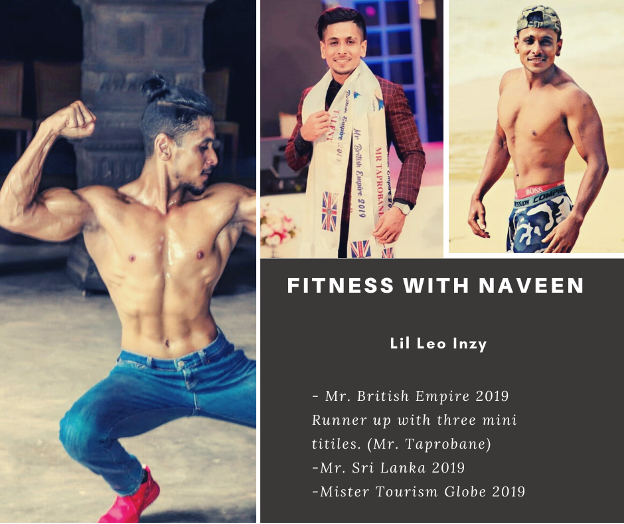 Mr British Empire 2019
MR TAPROBANE
BOSS
FITNESS WITH NAVEEN
Lil Leo Inzy
- Mr. British Empire 2019
Runner up with three mini
titiles. (Mr. Taprobane)
-Mr. Sri Lanka 2019
-Mister Tourism Globe 2019